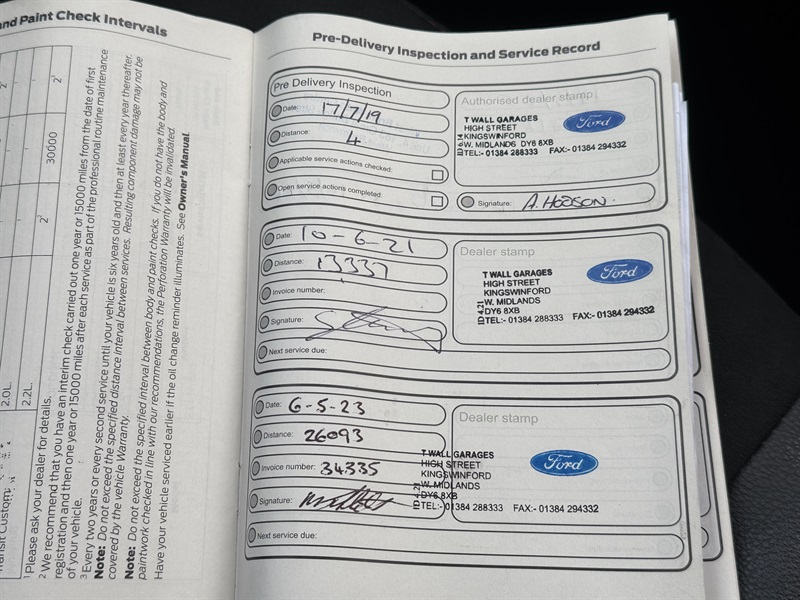 and Paint Check Intervals
2¹
30000
2¹
2.0L.
2.2L.
Transit Custom:
¹ Please ask your dealer for details.
² We recommend that you have an interim check carried out one year or 15000 miles from the date of first
registration and then one year or 15000 miles after each service as part of the professional routine maintenance
of your vehicle.
³ Every two years or every second service until your vehicle is six years old and then at least every year thereafter.
Note: Do not exceed the specified distance interval between services. Resulting component damage may not be
covered by the vehicle Warranty.
Note: Do not exceed the specified interval between body and paint checks. If you do not have the body and
paintwork checked in line with our recommendations, the Perforation Warranty will be invalidated.
Have your vehicle serviced earlier if the oil change reminder illuminates. See Owner's Manual.
Pre-Delivery Inspection and Service Record
Pre Delivery Inspection
Date: 17/7/19
Distance: 4
Applicable service actions checked:
Open service actions completed:
Authorised dealer stamp
T WALL GARAGES
HIGH STREET
KINGSWINFORD
W. MIDLANDS DY6 8XB
TEL:- 01384 288333 FAX:- 01384 294332
Ford
Signature: A. HODSON
Date: 10-6-21
Distance: 13337
Invoice number:
Signature:
Next service due:
Dealer stamp
T WALL GARAGES
HIGH STREET
KINGSWINFORD
W. MIDLANDS
DY6 8XB
TEL:- 01384 288333 FAX:- 01384 294332
ID 4.21
Ford
Date: 6-5-23
Distance: 26093
Invoice number: 34335
Signature:
Next service due:
Dealer stamp
T WALL GARAGES
HIGH STREET
KINGSWINFORD
W. MIDLANDS
DY6 8XB
TEL:- 01384 288333 FAX:- 01384 294332
Ford